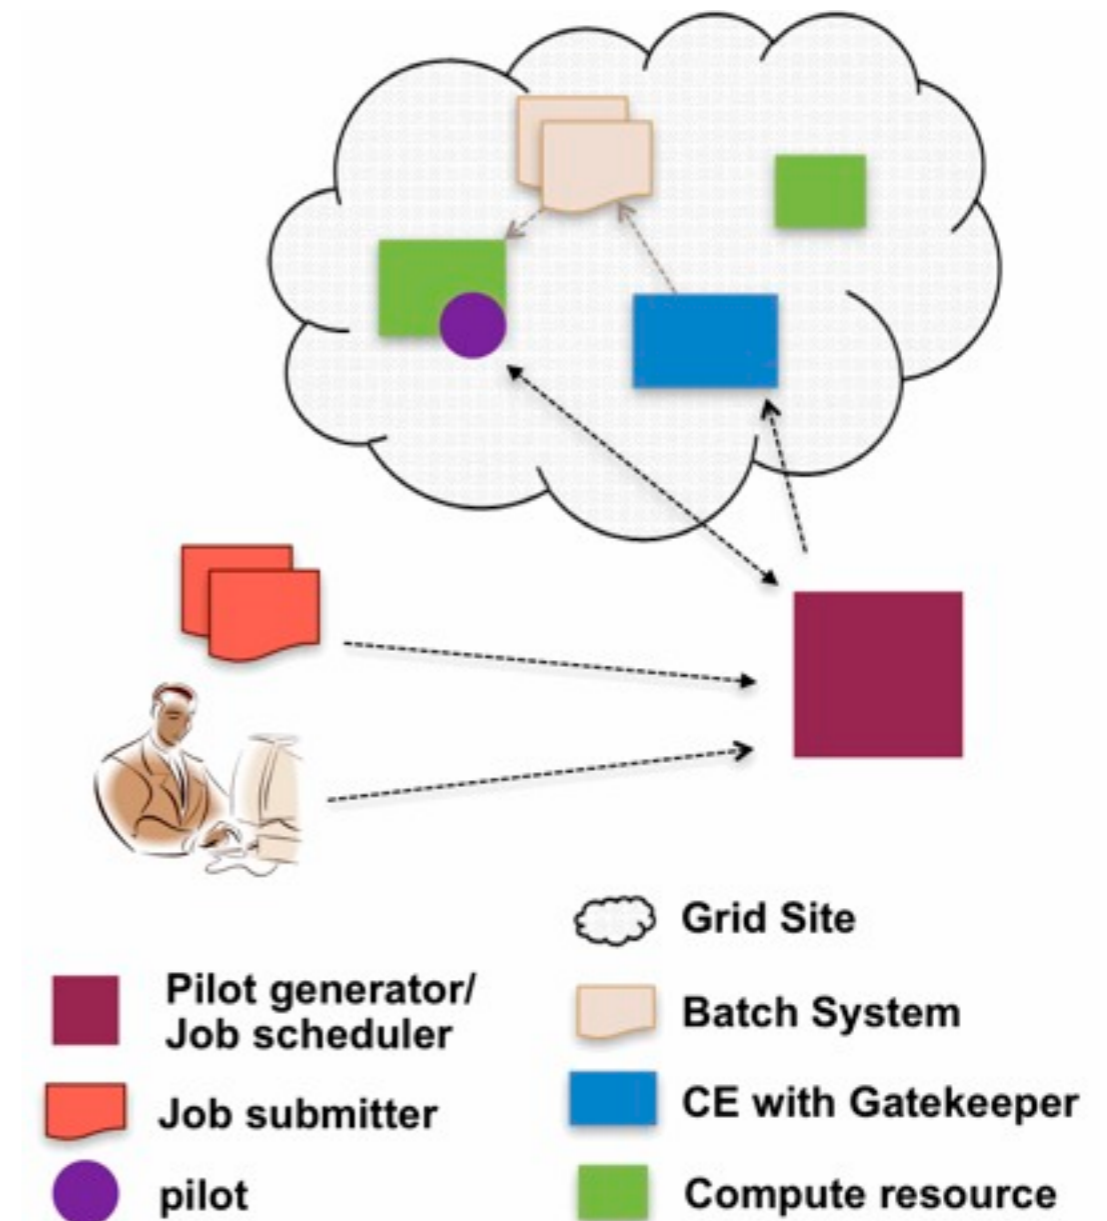 Grid Site
Pilot generator/
Job scheduler
Batch System
Job submitter
CE with Gatekeeper
pilot
Compute resource